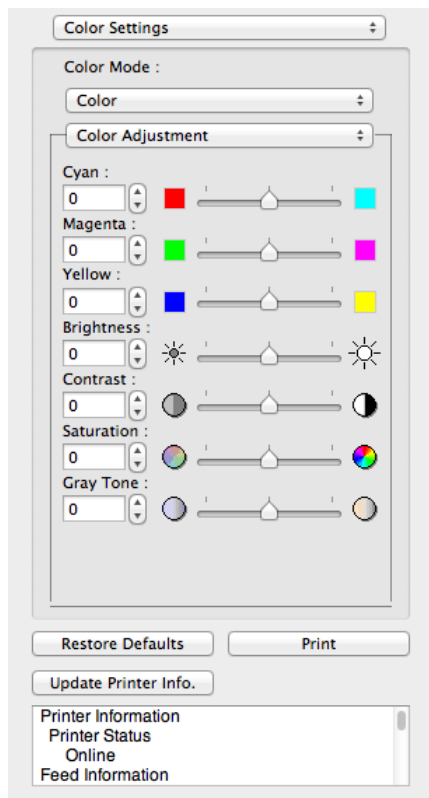 Color Settings
Color Mode :
Color
Color Adjustment
Cyan :
0
Magenta :
0
Yellow :
0
Brightness :
0
Contrast :
0
Saturation :
0
Gray Tone :
0
Restore Defaults Print
Update Printer Info.
Printer Information
Printer Status
Online
Feed Information